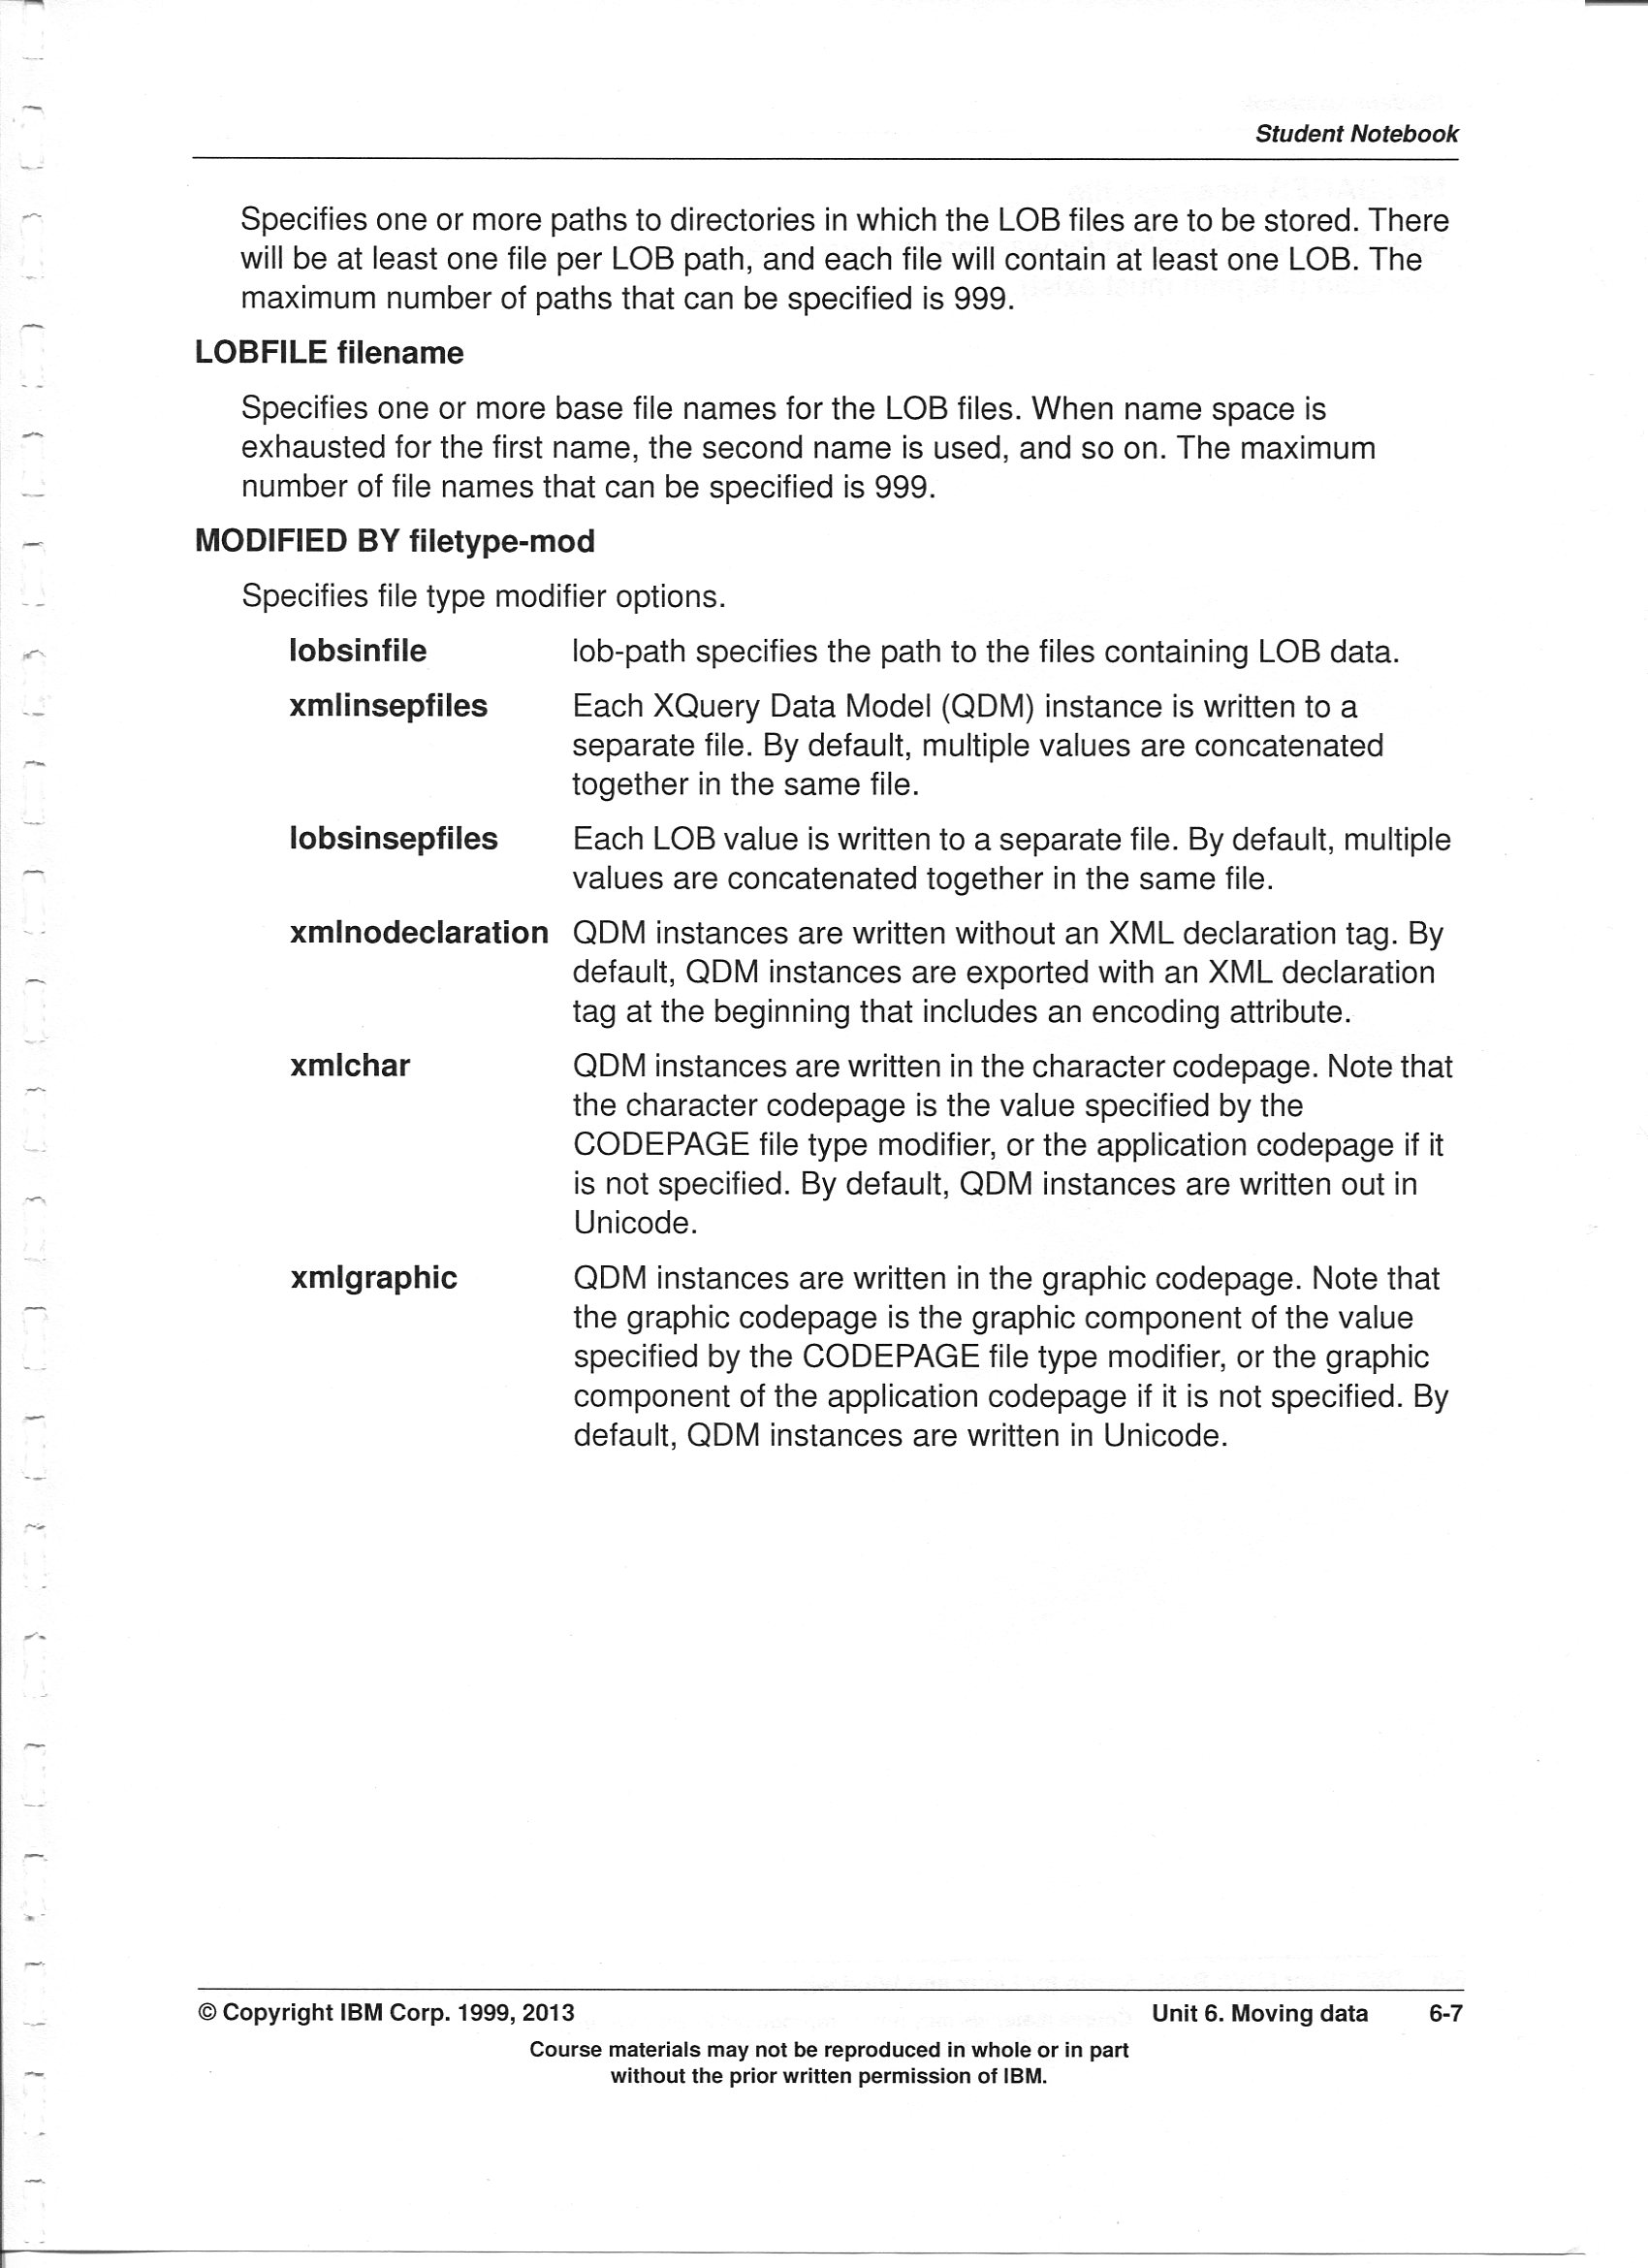 Student Notebook
Specifies one or more paths to directories in which the LOB files are to be stored. There
will be at least one file per LOB path, and each file will contain at least one LOB. The
maximum number of paths that can be specified is 999.
LOBFILE filename
Specifies one or more base file names for the LOB files. When name space is
exhausted for the first name, the second name is used, and so on. The maximum
number of file names that can be specified is 999.
MODIFIED BY filetype-mod
Specifies file type modifier options.
lobsinfile lob-path specifies the path to the files containing LOB data.
xmlinsepfiles Each XQuery Data Model (QDM) instance is written to a
separate file. By default, multiple values are concatenated
together in the same file.
lobsinsepfiles Each LOB value is written to a separate file. By default, multiple
values are concatenated together in the same file.
xmlnodeclaration QDM instances are written without an XML declaration tag. By
default, QDM instances are exported with an XML declaration
tag at the beginning that includes an encoding attribute.
xmlchar QDM instances are written in the character codepage. Note that
the character codepage is the value specified by the
CODEPAGE file type modifier, or the application codepage if it
is not specified. By default, QDM instances are written out in
Unicode.
xmlgraphic QDM instances are written in the graphic codepage. Note that
the graphic codepage is the graphic component of the value
specified by the CODEPAGE file type modifier, or the graphic
component of the application codepage if it is not specified. By
default, QDM instances are written in Unicode.
© Copyright IBM Corp. 1999, 2013 Unit 6. Moving data 6-7
Course materials may not be reproduced in whole or in part
without the prior written permission of IBM.